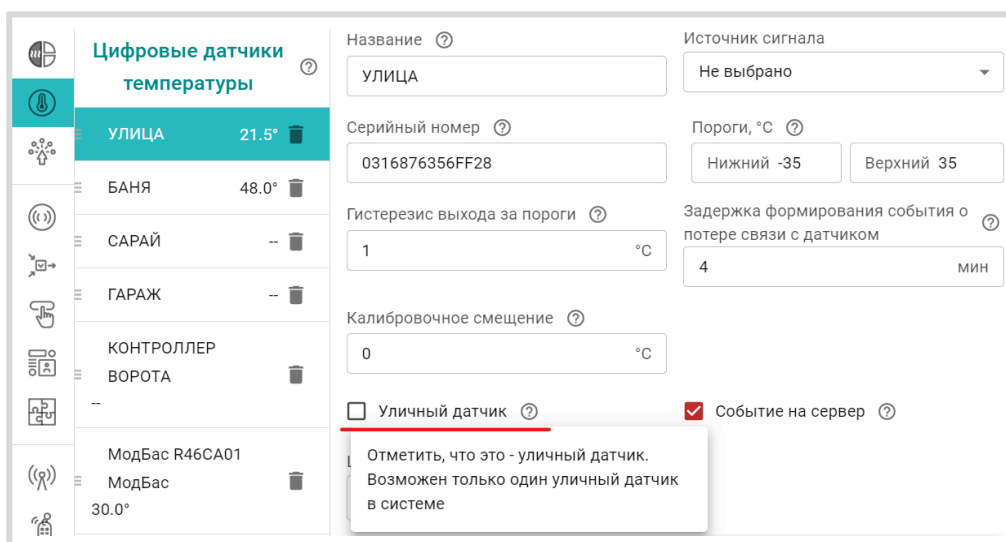 Цифровые датчики
температуры
УЛИЦА 21.5°
БАНЯ 48.0°
САРАЙ --
ГАРАЖ --
КОНТРОЛЛЕР
ВОРОТА
--
МодБас R46CA01
МодБас
30.0°
Название
УЛИЦА
Источник сигнала
Не выбрано
Серийный номер
0316876356FF28
Пороги, °C
Нижний -35
Верхний 35
Гистерезис выхода за пороги
1 °C
Задержка формирования события о
потере связи с датчиком
4 мин
Калибровочное смещение
0 °C
Уличный датчик
Событие на сервер
Отметить, что это - уличный датчик.
Возможен только один уличный датчик
в системе